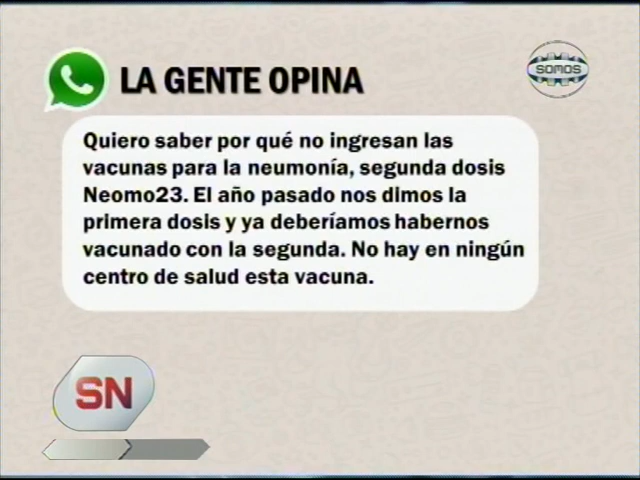 LA GENTE OPINA
SOMOS
Quiero saber por qué no ingresan las
vacunas para la neumonía, segunda dosis
Neomo23. El año pasado nos dimos la
primera dosis y ya deberíamos habernos
vacunado con la segunda. No hay en ningún
centro de salud esta vacuna.
SN